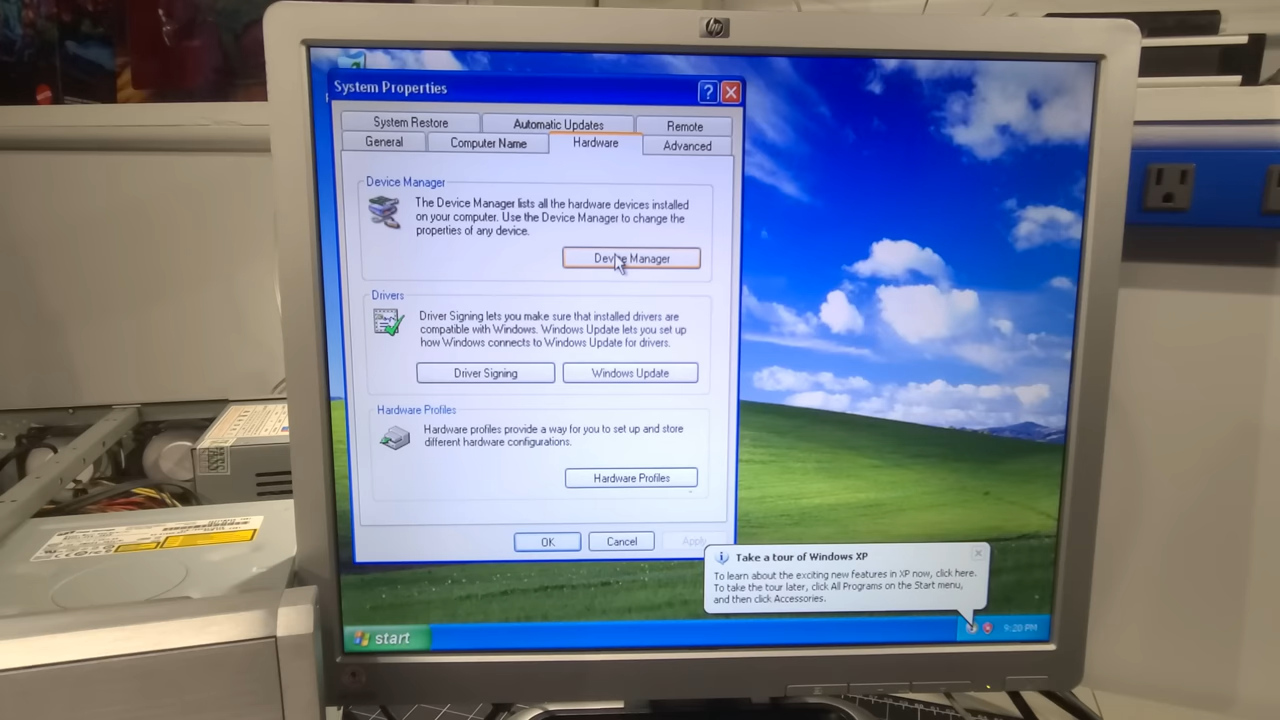 hp
System Properties
System Restore
Automatic Updates
Remote
General
Computer Name
Hardware
Advanced
Device Manager
The Device Manager lists all the hardware devices installed
on your computer. Use the Device Manager to change the
properties of any device.
Device Manager
Drivers
Driver Signing lets you make sure that installed drivers are
compatible with Windows. Windows Update lets you set up
how Windows connects to Windows Update for drivers.
Driver Signing
Windows Update
Hardware Profiles
Hardware profiles provide a way for you to set up and store
different hardware configurations.
Hardware Profiles
OK
Cancel
Apply
Take a tour of Windows XP
To learn about the exciting new features in XP now, click here.
To take the tour later, click All Programs on the Start menu,
and then click Accessories.
start
9:20 PM